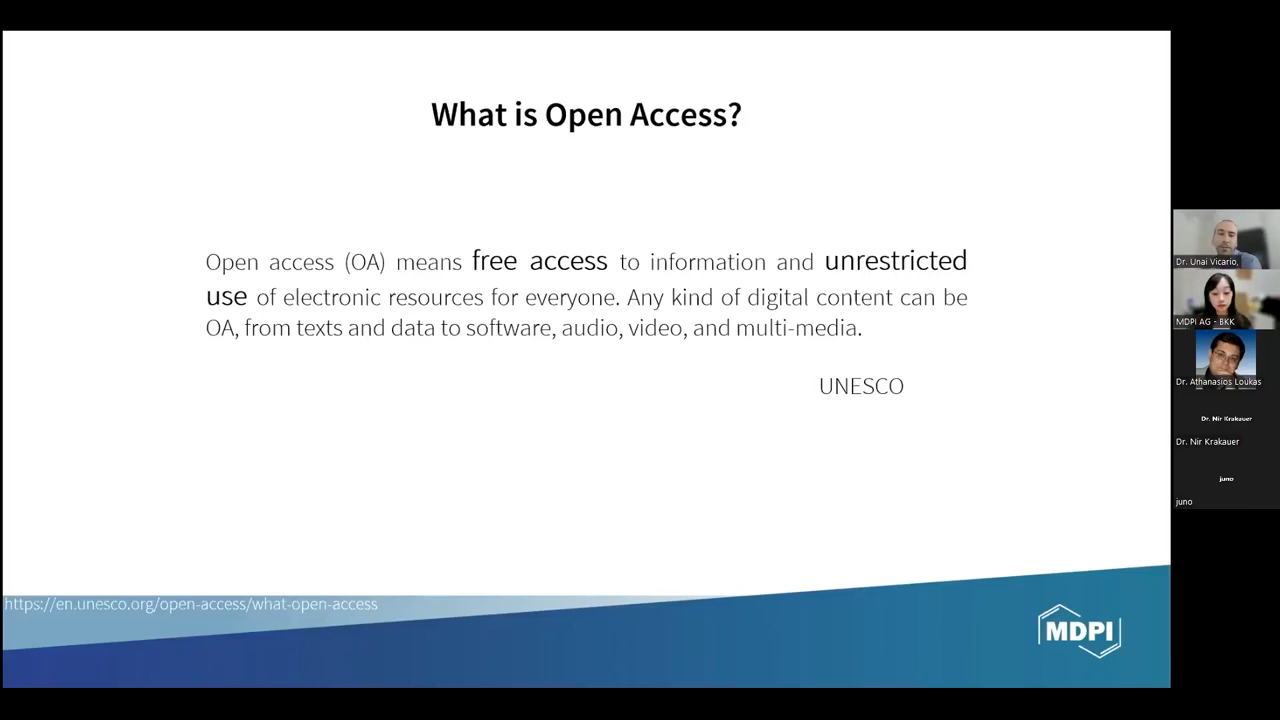 What is Open Access?
Open access (OA) means free access to information and unrestricted
use of electronic resources for everyone. Any kind of digital content can be
OA, from texts and data to software, audio, video, and multi-media.
UNESCO
https://en.unesco.org/open-access/what-open-access
MDPI
Dr. Unai Vicario,
MDPI AG - BKK
Dr. Athanasios Loukas
Dr. Nir Krakauer
Dr. Nir Krakauer
juno
juno